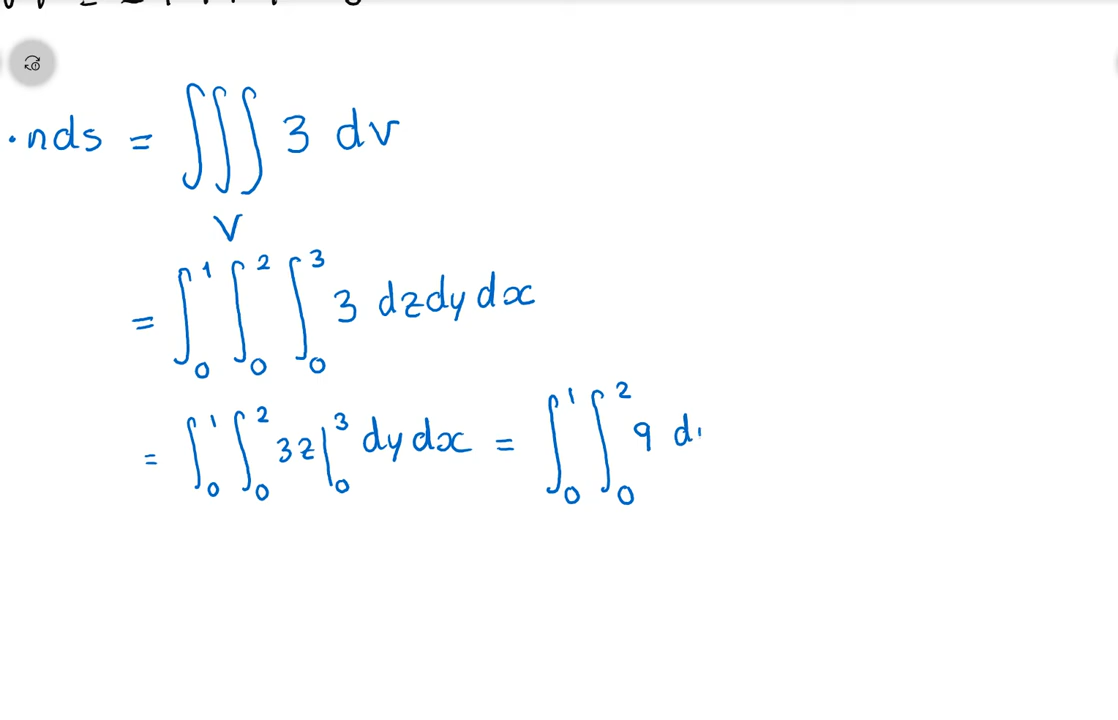 ·nds = ∭ 3 dv
V
= ∫₀¹ ∫₀² ∫₀³ 3 dzdydx
= ∫₀¹ ∫₀² 3z|₀³ dydx = ∫₀¹ ∫₀² 9 d